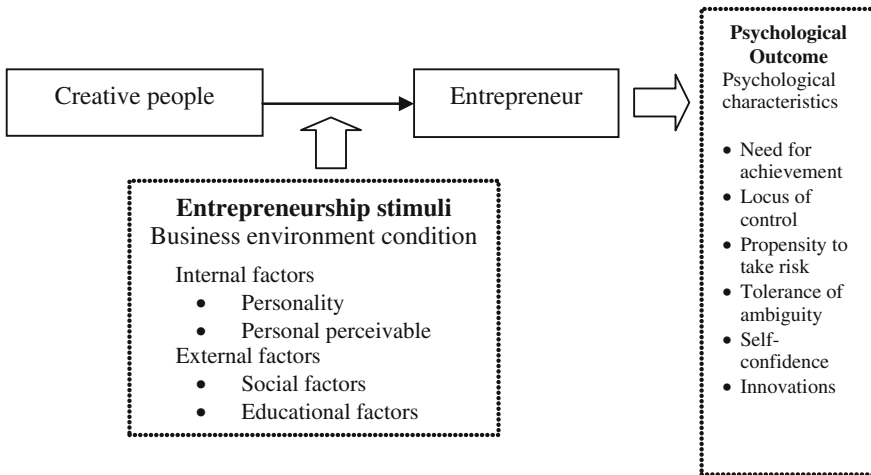 Creative people
Entrepreneur
Entrepreneurship stimuli
Business environment condition
Internal factors
• Personality
• Personal perceivable
External factors
• Social factors
• Educational factors
Psychological
Outcome
Psychological
characteristics
• Need for
achievement
• Locus of
control
• Propensity to
take risk
• Tolerance of
ambiguity
• Self-
confidence
• Innovations